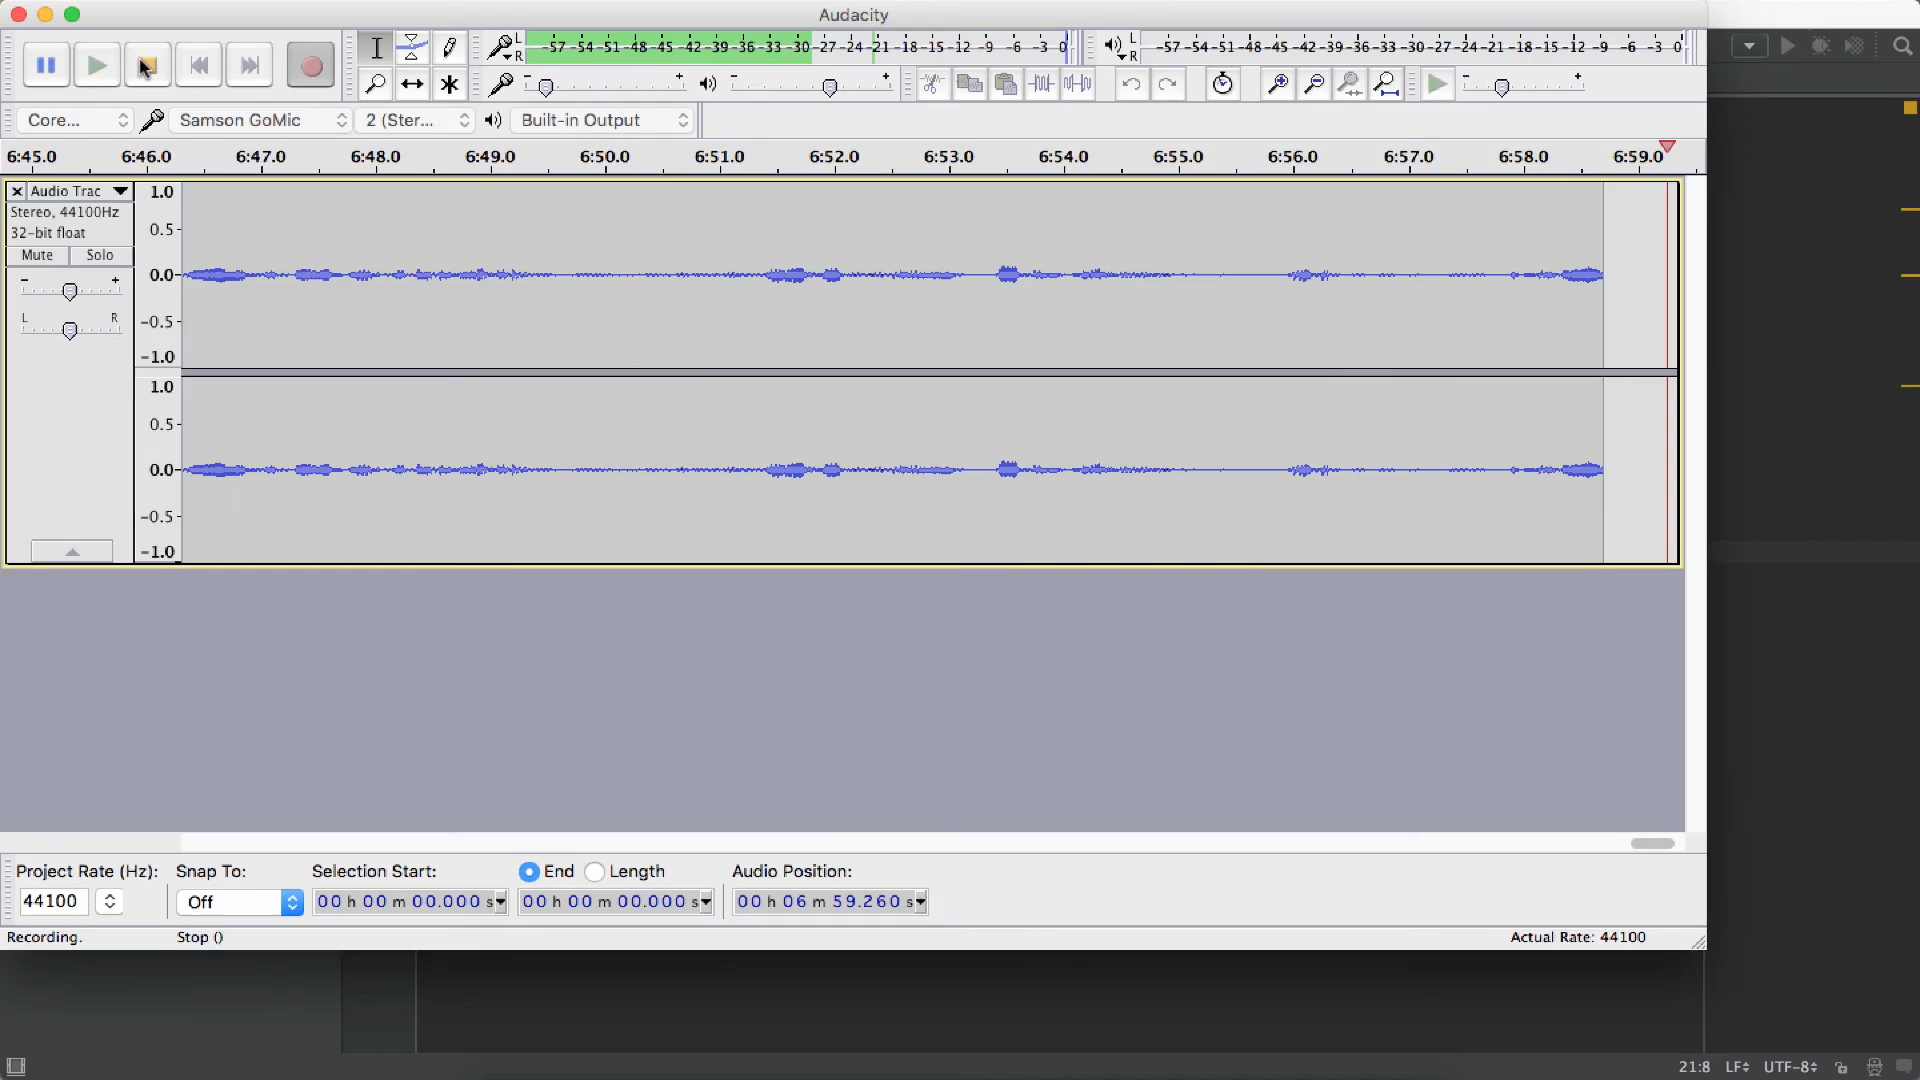 Audacity
L
R
-57 -54 -51 -48 -45 -42 -39 -36 -33 -30 -27 -24 -21 -18 -15 -12 -9 -6 -3 0
L
R
-57 -54 -51 -48 -45 -42 -39 -36 -33 -30 -27 -24 -21 -18 -15 -12 -9 -6 -3 0
- +
- +
- +
Core... Samson GoMic 2 (Ster... Built-in Output
6:45.0 6:46.0 6:47.0 6:48.0 6:49.0 6:50.0 6:51.0 6:52.0 6:53.0 6:54.0 6:55.0 6:56.0 6:57.0 6:58.0 6:59.0
Audio Trac
Stereo, 44100Hz
32-bit float
Mute Solo
- +
L R
1.0
0.5
0.0
-0.5
-1.0
1.0
0.5
0.0
-0.5
-1.0
Project Rate (Hz): Snap To: Selection Start: End Length Audio Position:
44100 Off 00 h 00 m 00.000 s 00 h 00 m 00.000 s 00 h 06 m 59.260 s
Recording. Stop () Actual Rate: 44100
21:8 LF UTF-8